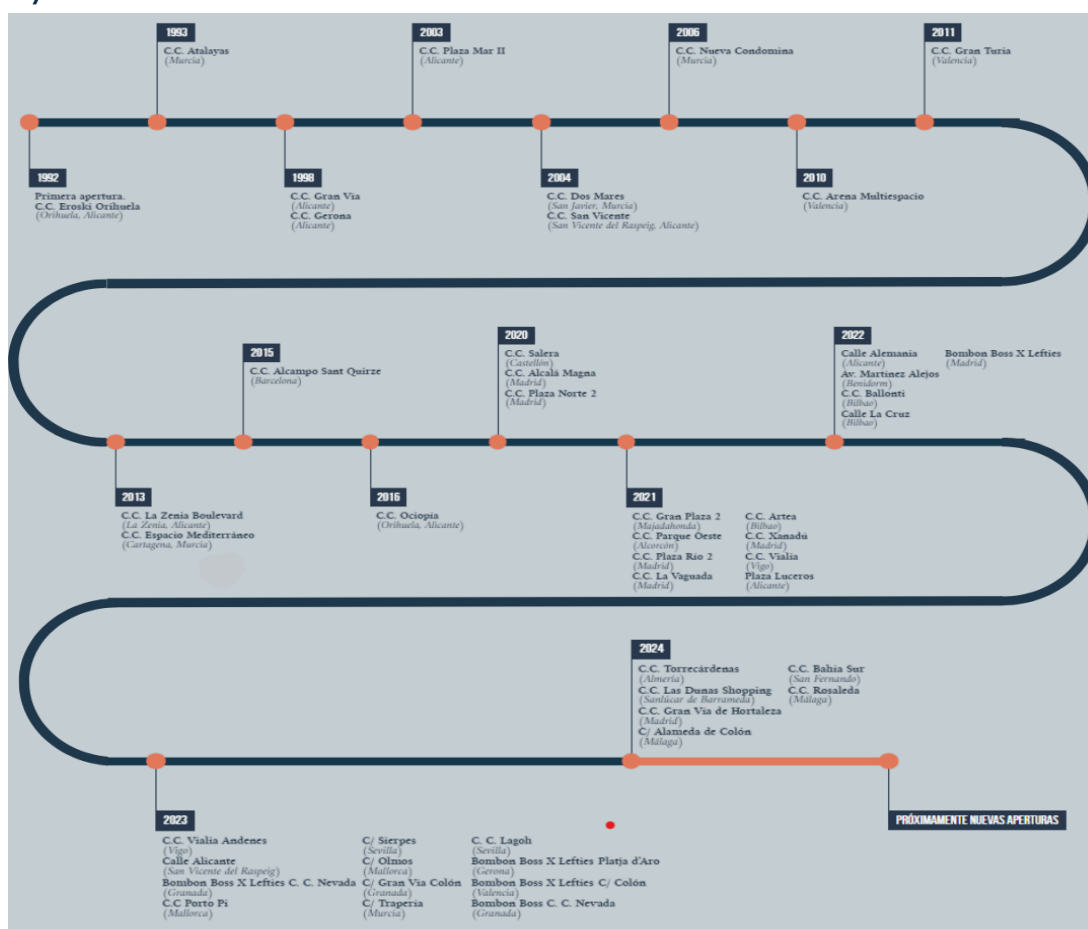 1993
C.C. Atalayas
(Murcia)
2003
C.C. Plaza Mar II
(Alicante)
2006
C.C. Nueva Condomina
(Murcia)
2011
C.C. Gran Turia
(Valencia)
1992
Primera apertura.
C.C. Eroski Orihuela
(Orihuela, Alicante)
1998
C.C. Gran Via
(Alicante)
C.C. Gerona
(Alicante)
2004
C.C. Dos Mares
(San Javier, Murcia)
C.C. San Vicente
(San Vicente del Raspeig, Alicante)
2010
C.C. Arena Multiespacio
(Valencia)
2015
C.C. Alcampo Sant Quirze
(Barcelona)
2020
C.C. Salera
(Castellón)
C.C. Alcalá Magna
(Madrid)
C.C. Plaza Norte 2
(Madrid)
2022
Calle Alemania
(Alicante)
Av. Martínez Alejos
(Benidorm)
C.C. Ballonti
(Bilbao)
Calle La Cruz
(Bilbao)
Bombon Boss X Lefties
(Madrid)
2013
C.C. La Zenia Boulevard
(La Zenia, Alicante)
C.C. Espacio Mediterráneo
(Cartagena, Murcia)
2016
C.C. Ociopia
(Orihuela, Alicante)
2021
C.C. Gran Plaza 2
(Majadahonda)
C.C. Parque Oeste
(Alcorcón)
C.C. Plaza Río 2
(Madrid)
C.C. La Vaguada
(Madrid)
C.C. Artea
(Bilbao)
C.C. Xanadú
(Madrid)
C.C. Vialia
(Vigo)
Plaza Luceros
(Alicante)
2024
C.C. Torrecárdenas
(Almería)
C.C. Las Dunas Shopping
(Sanlúcar de Barrameda)
C.C. Gran Via de Hortaleza
(Madrid)
C/ Alameda de Colón
(Málaga)
C.C. Bahia Sur
(San Fernando)
C.C. Rosaleda
(Málaga)
PRÓXIMAMENTE NUEVAS APERTURAS
2023
C.C. Vialia Andenes
(Vigo)
Calle Alicante
(San Vicente del Raspeig)
Bombon Boss X Lefties C. C. Nevada
(Granada)
C.C Porto Pi
(Mallorca)
C/ Sierpes
(Sevilla)
C/ Olmos
(Mallorca)
C/ Gran Via Colón
(Granada)
C/ Traperia
(Murcia)
C. C. Lagoh
(Sevilla)
Bombon Boss X Lefties Platja d'Aro
(Gerona)
Bombon Boss X Lefties C/ Colón
(Valencia)
Bombon Boss C. C. Nevada
(Granada)